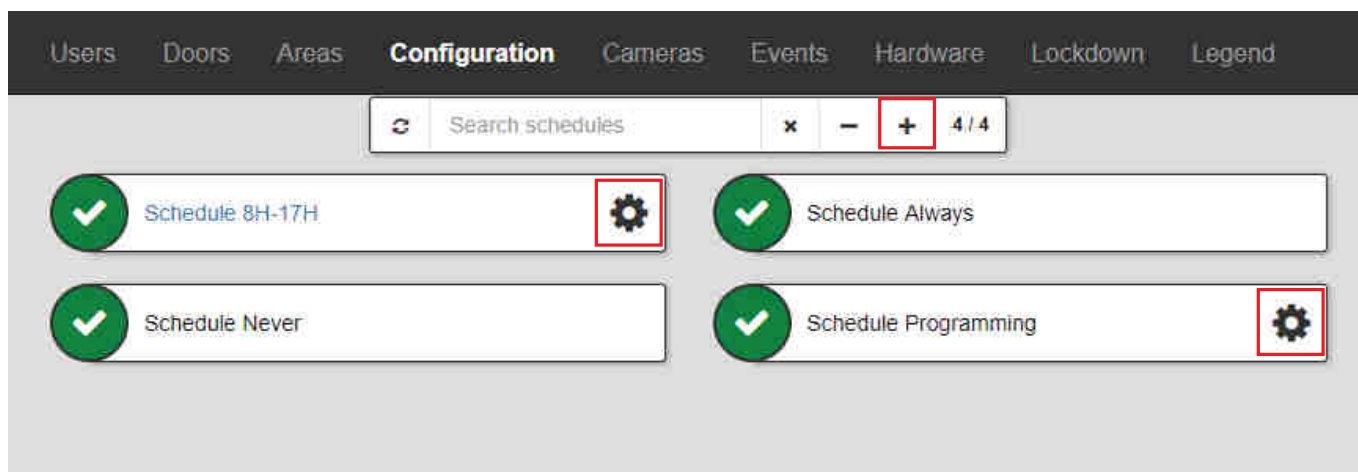 Users Doors Areas Configuration Cameras Events Hardware Lockdown Legend
Search schedules 4 / 4
Schedule 8H-17H Schedule Always
Schedule Never Schedule Programming